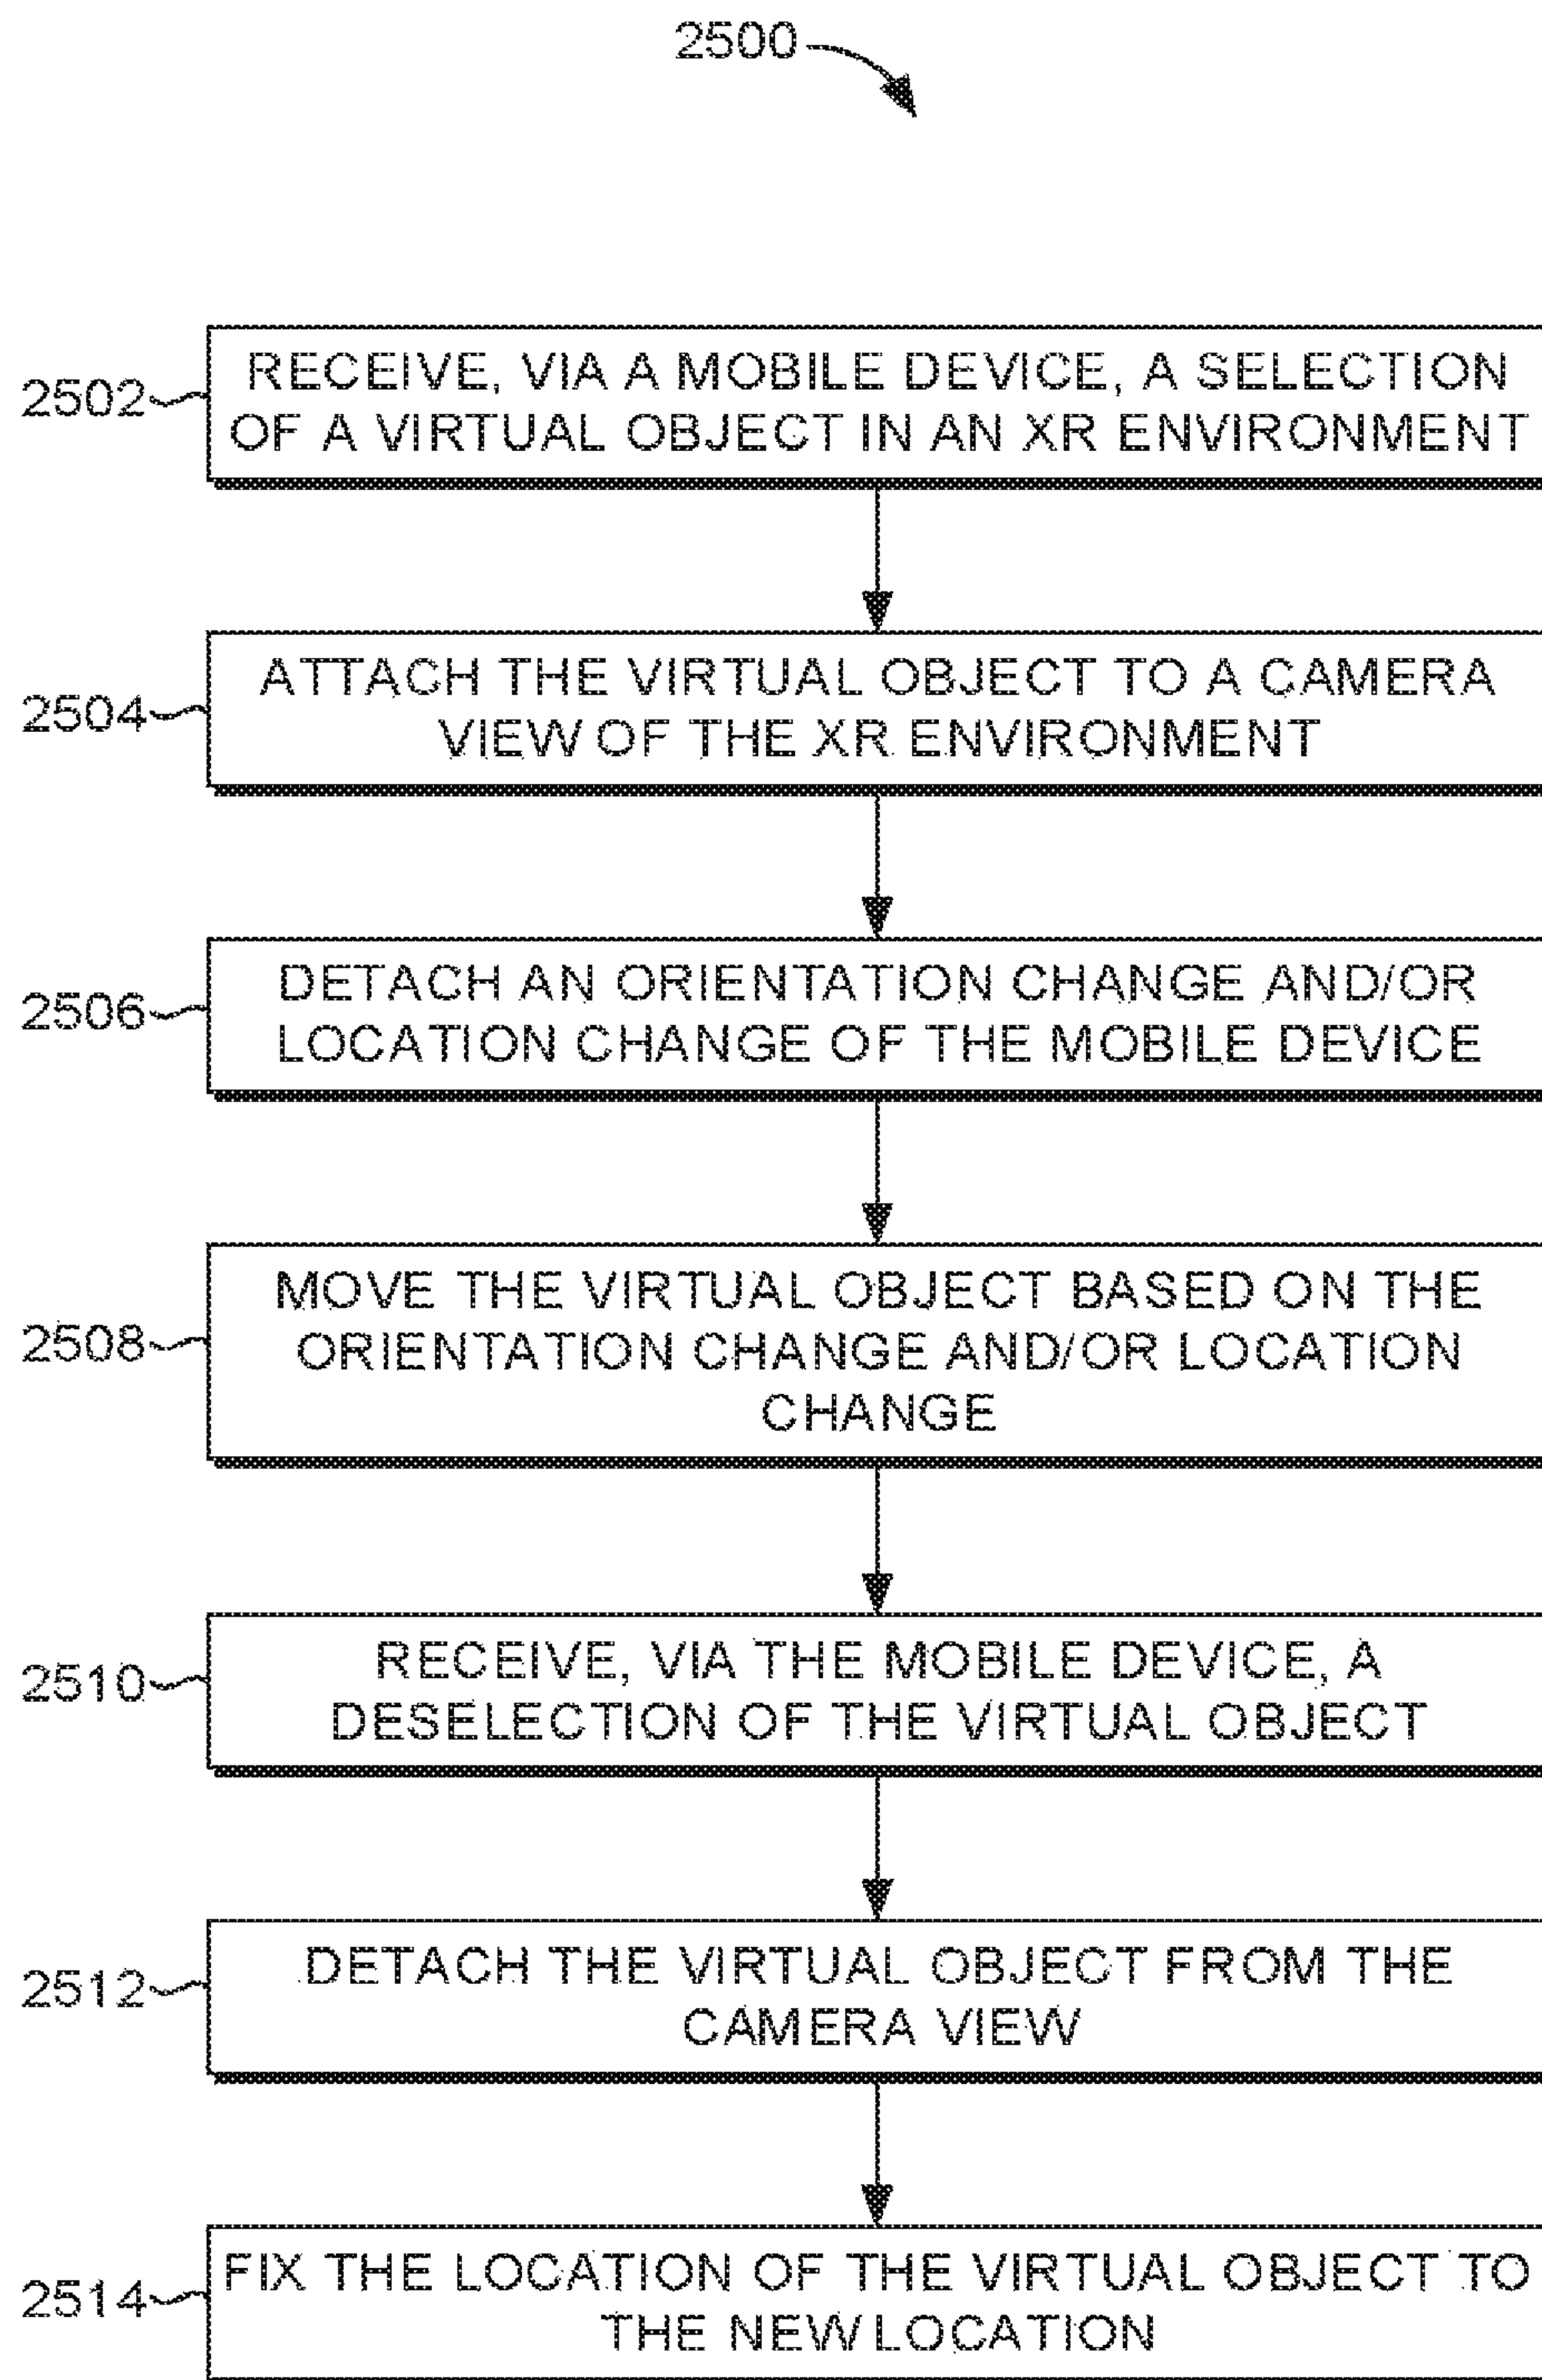 2500
2502
RECEIVE, VIA A MOBILE DEVICE, A SELECTION
OF A VIRTUAL OBJECT IN AN XR ENVIRONMENT
2504
ATTACH THE VIRTUAL OBJECT TO A CAMERA
VIEW OF THE XR ENVIRONMENT
2506
DETACH AN ORIENTATION CHANGE AND/OR
LOCATION CHANGE OF THE MOBILE DEVICE
2508
MOVE THE VIRTUAL OBJECT BASED ON THE
ORIENTATION CHANGE AND/OR LOCATION
CHANGE
2510
RECEIVE, VIA THE MOBILE DEVICE, A
DESELECTION OF THE VIRTUAL OBJECT
2512
DETACH THE VIRTUAL OBJECT FROM THE
CAMERA VIEW
2514
FIX THE LOCATION OF THE VIRTUAL OBJECT TO
THE NEW LOCATION